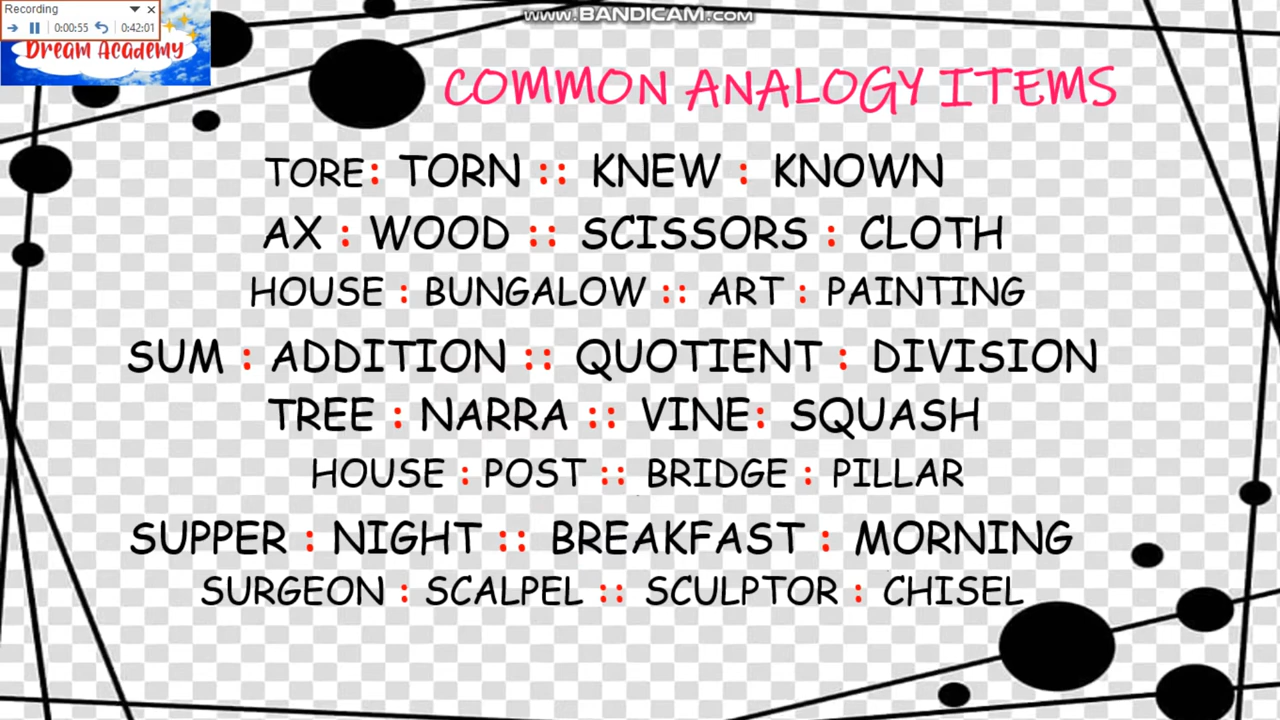 Recording
0:00:55 0:42:01
www.BANDICAM.com
Dream Academy
COMMON ANALOGY ITEMS
TORE: TORN :: KNEW : KNOWN
AX : WOOD :: SCISSORS : CLOTH
HOUSE : BUNGALOW :: ART : PAINTING
SUM : ADDITION :: QUOTIENT : DIVISION
TREE : NARRA :: VINE: SQUASH
HOUSE : POST :: BRIDGE : PILLAR
SUPPER : NIGHT :: BREAKFAST : MORNING
SURGEON : SCALPEL :: SCULPTOR : CHISEL